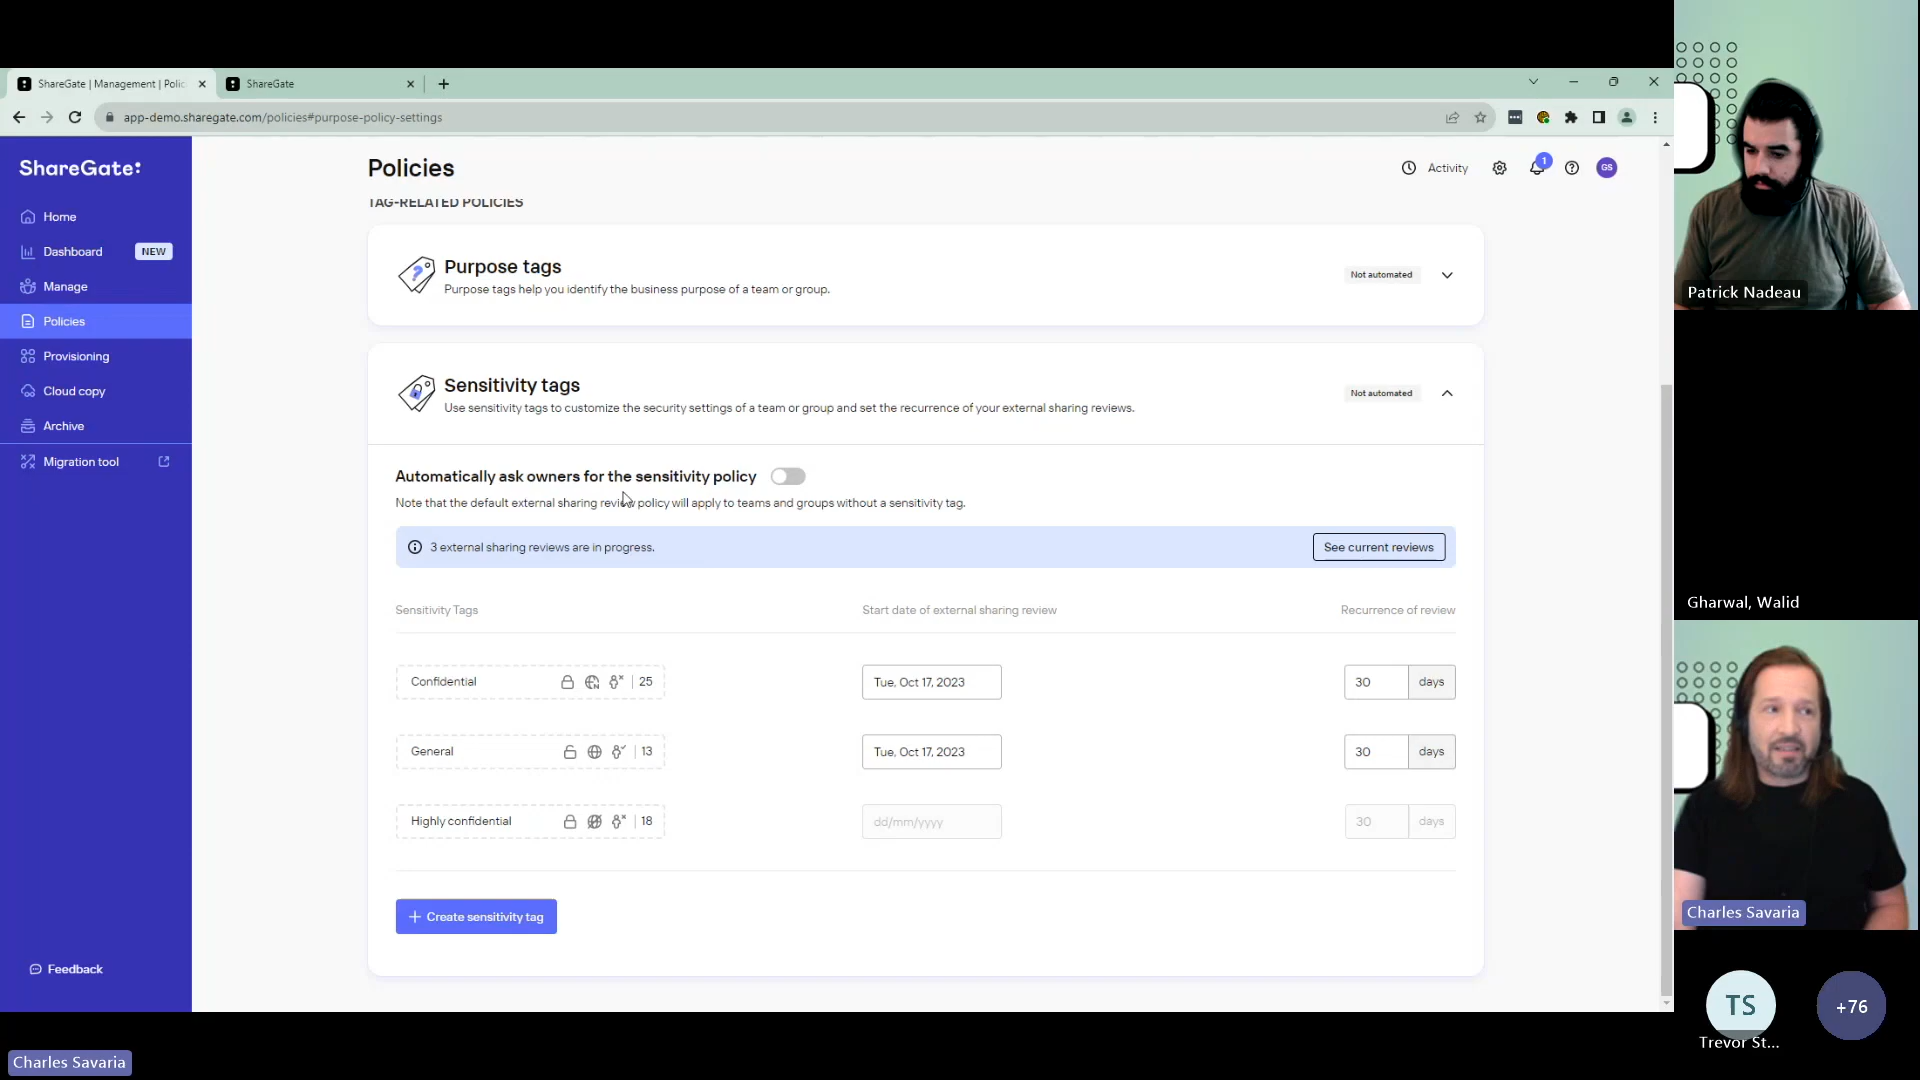 ShareGate | Management | Polic
ShareGate
app-demo.sharegate.com/policies#purpose-policy-settings
ShareGate:
Policies
Activity
1
GS
Home
Dashboard NEW
Manage
Policies
Provisioning
Cloud copy
Archive
Migration tool
Feedback
TAG-RELATED POLICIES
Purpose tags
Purpose tags help you identify the business purpose of a team or group.
Not automated
Sensitivity tags
Use sensitivity tags to customize the security settings of a team or group and set the recurrence of your external sharing reviews.
Not automated
Automatically ask owners for the sensitivity policy
Note that the default external sharing review policy will apply to teams and groups without a sensitivity tag.
3 external sharing reviews are in progress.
See current reviews
Sensitivity Tags Start date of external sharing review Recurrence of review
Confidential 25 Tue, Oct 17, 2023 30 days
General 13 Tue, Oct 17, 2023 30 days
Highly confidential 18 dd/mm/yyyy 30 days
+ Create sensitivity tag
Patrick Nadeau
Gharwal, Walid
Charles Savaria
TS
Trevor St...
+76
Charles Savaria